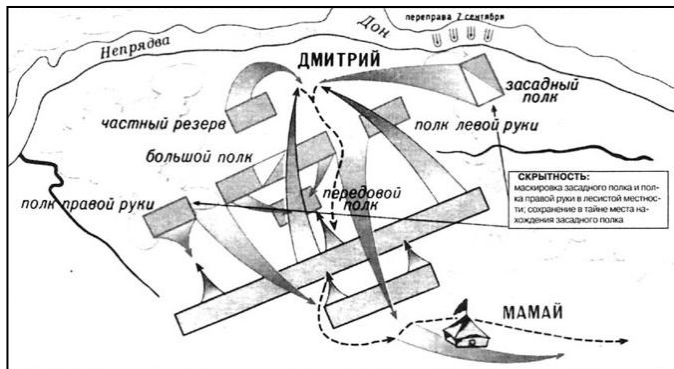 Непрядва
Дон
переправа 7 сентября
ДМИТРИЙ
засадный
полк
частный резерв
полк левой руки
большой полк
передовой
полк
полк правой руки
СКРЫТНОСТЬ:
маскировка засадного полка и пол-
ка правой руки в лесистой местнос-
ти; сохранение в тайне места на-
хождения засадного полка
МАМАЙ